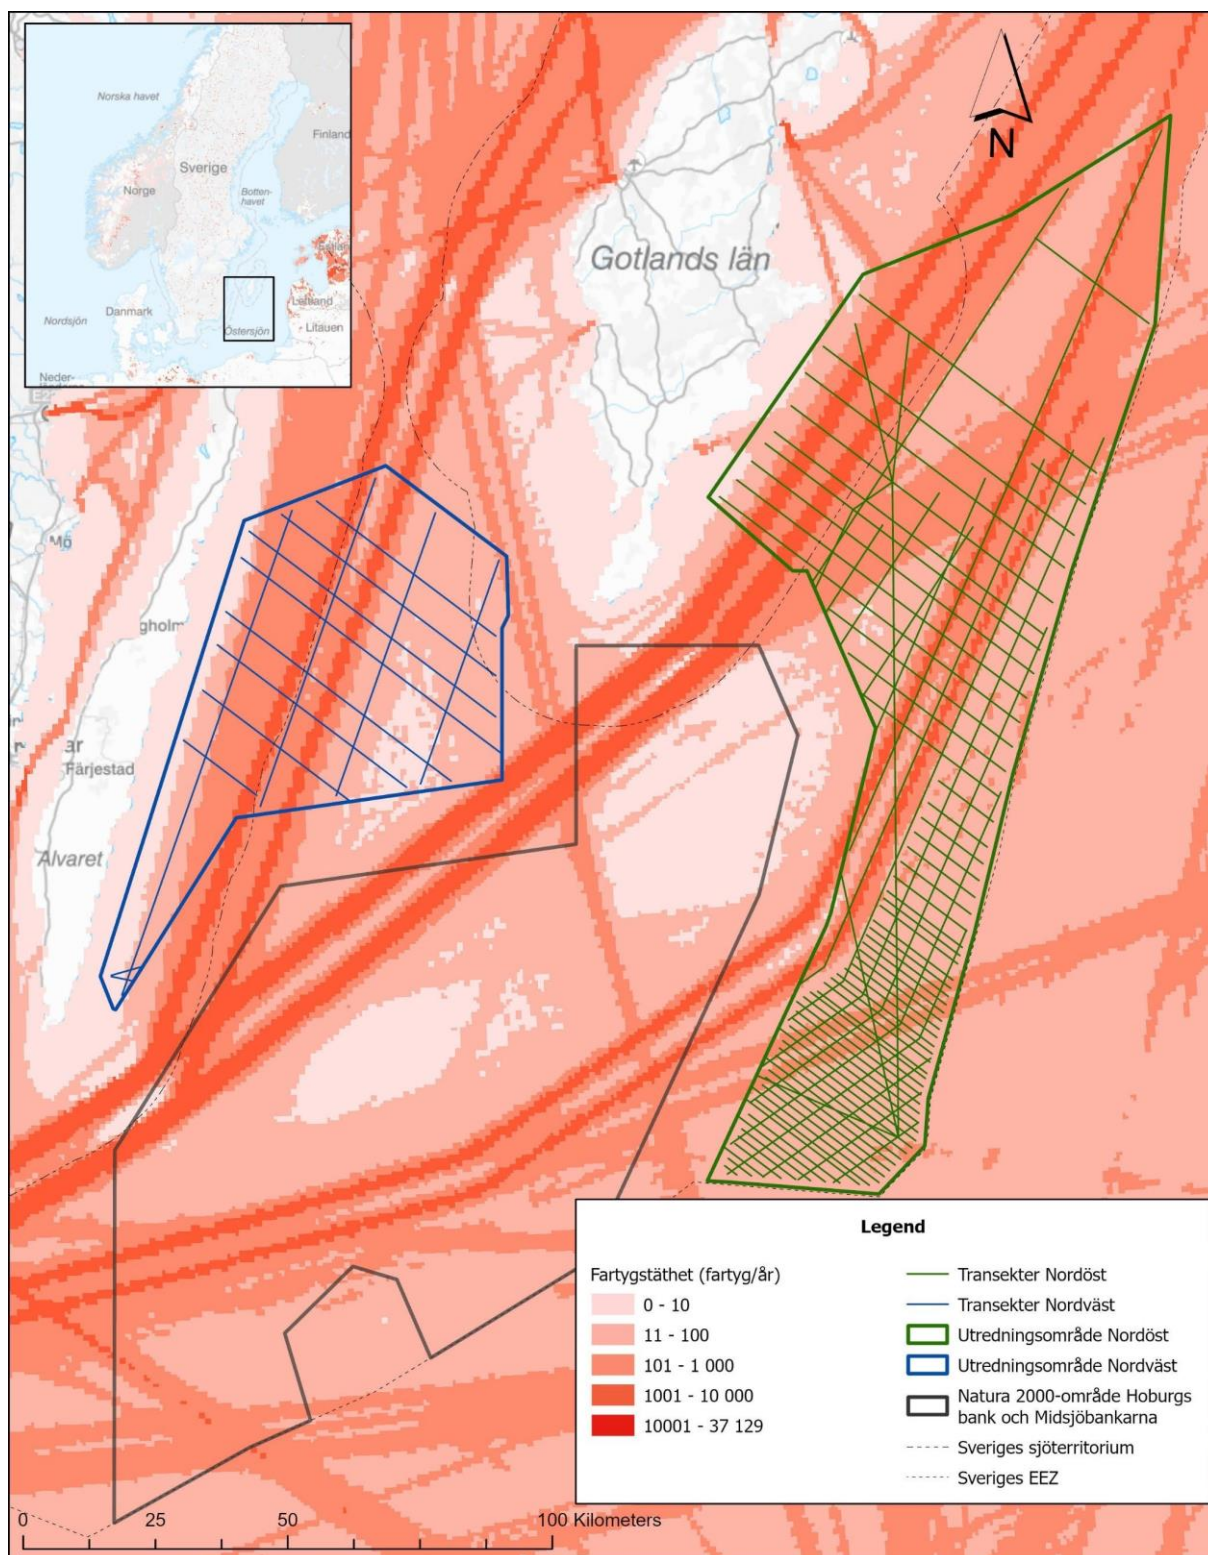 Norska havet
Finland
Sverige
Norge
Botten-
havet
Estland
Lettland
Danmark
Nordsjön
Litauen
Östersjön
Neder-
E22
N
Gotlands län
Mö
gholm
ar
Färjestad
Alvaret
Legend
Fartygstäthet (fartyg/år)
0 - 10
11 - 100
101 - 1 000
1001 - 10 000
10001 - 37 129
Transekter Nordöst
Transekter Nordväst
Utredningsområde Nordöst
Utredningsområde Nordväst
Natura 2000-område Hoburgs
bank och Midsjöbankarna
Sveriges sjöterritorium
Sveriges EEZ
0 25 50 100 Kilometers